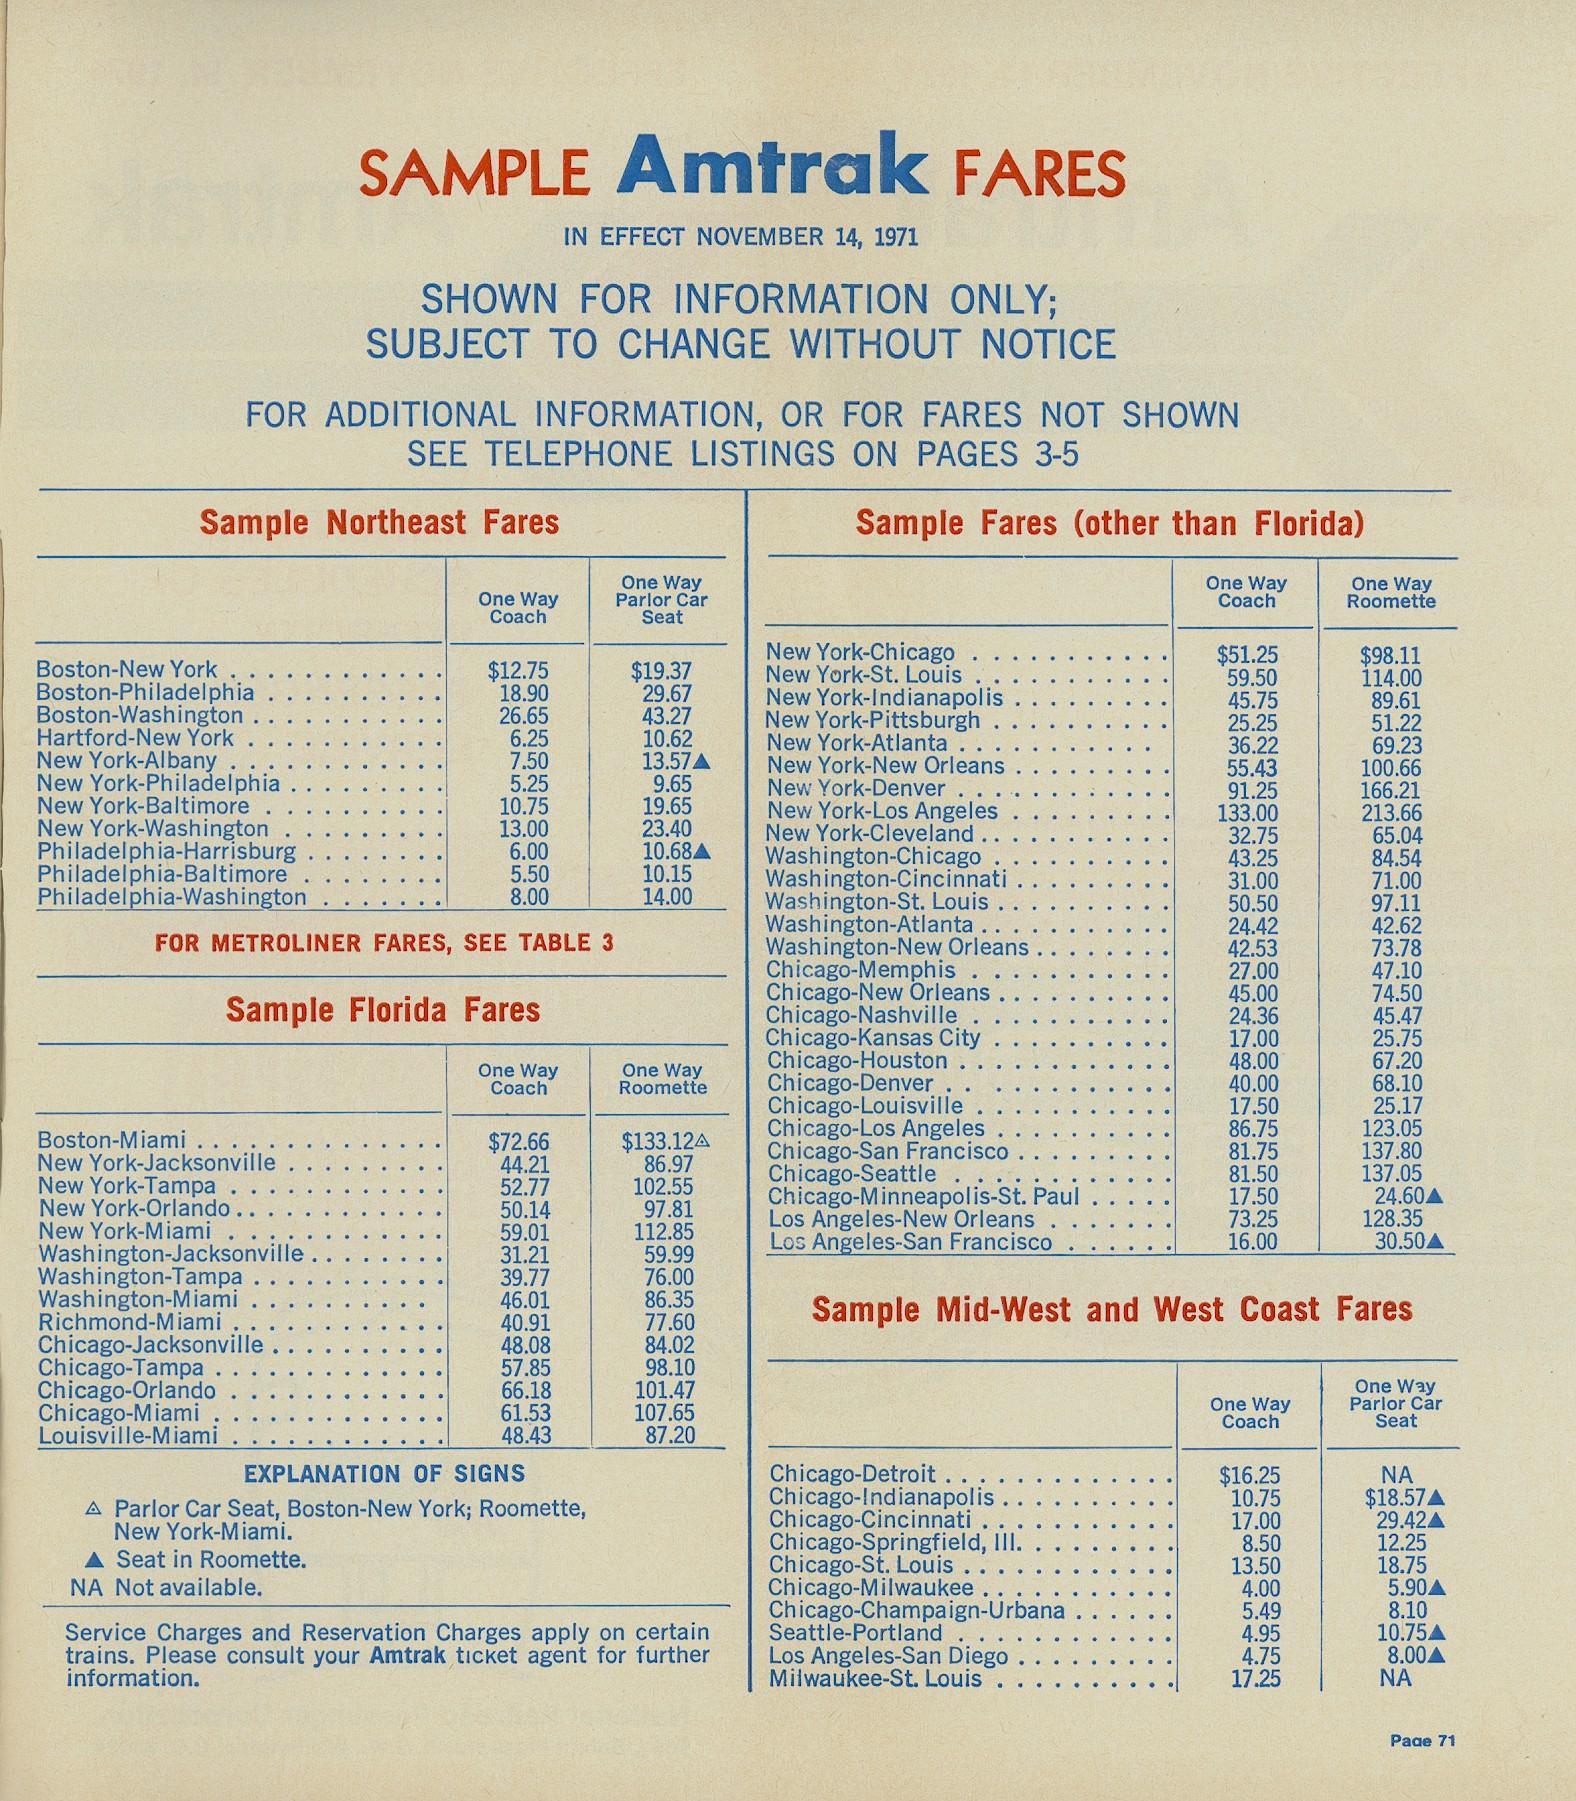 SAMPLE Amtrak FARES
IN EFFECT NOVEMBER 14, 1971
SHOWN FOR INFORMATION ONLY;
SUBJECT TO CHANGE WITHOUT NOTICE
FOR ADDITIONAL INFORMATION, OR FOR FARES NOT SHOWN
SEE TELEPHONE LISTINGS ON PAGES 3-5
Sample Northeast Fares
One Way Coach One Way Parlor Car Seat
Boston-New York . . . . . . . . . . . . $12.75 $19.37
Boston-Philadelphia . . . . . . . . . . 18.90 29.67
Boston-Washington . . . . . . . . . . . 26.65 43.27
Hartford-New York . . . . . . . . . . . 6.25 10.62
New York-Albany . . . . . . . . . . . . 7.50 13.57▲
New York-Philadelphia . . . . . . . . . 5.25 9.65
New York-Baltimore . . . . . . . . . . 10.75 19.65
New York-Washington . . . . . . . . . 13.00 23.40
Philadelphia-Harrisburg . . . . . . . . 6.00 10.68▲
Philadelphia-Baltimore . . . . . . . . 5.50 10.15
Philadelphia-Washington . . . . . . . 8.00 14.00
FOR METROLINER FARES, SEE TABLE 3
Sample Florida Fares
One Way Coach One Way Roomette
Boston-Miami . . . . . . . . . . . . . . $72.66 $133.12◬
New York-Jacksonville . . . . . . . . . 44.21 86.97
New York-Tampa . . . . . . . . . . . . 52.77 102.55
New York-Orlando . . . . . . . . . . . . 50.14 97.81
New York-Miami . . . . . . . . . . . . 59.01 112.85
Washington-Jacksonville . . . . . . . . 31.21 59.99
Washington-Tampa . . . . . . . . . . . 39.77 76.00
Washington-Miami . . . . . . . . . . 46.01 86.35
Richmond-Miami . . . . . . . . . . . . 40.91 77.60
Chicago-Jacksonville . . . . . . . . . . 48.08 84.02
Chicago-Tampa . . . . . . . . . . . . . 57.85 98.10
Chicago-Orlando . . . . . . . . . . . . 66.18 101.47
Chicago-Miami . . . . . . . . . . . . . 61.53 107.65
Louisville-Miami . . . . . . . . . . . . 48.43 87.20
EXPLANATION OF SIGNS
◬ Parlor Car Seat, Boston-New York; Roomette,
New York-Miami.
▲ Seat in Roomette.
NA Not available.
Service Charges and Reservation Charges apply on certain
trains. Please consult your Amtrak ticket agent for further
information.
Sample Fares (other than Florida)
One Way Coach One Way Roomette
New York-Chicago . . . . . . . . . . . $51.25 $98.11
New York-St. Louis . . . . . . . . . . . 59.50 114.00
New York-Indianapolis . . . . . . . . . 45.75 89.61
New York-Pittsburgh . . . . . . . . . . 25.25 51.22
New York-Atlanta . . . . . . . . . . . 36.22 69.23
New York-New Orleans . . . . . . . . . 55.43 100.66
New York-Denver . . . . . . . . . . . . 91.25 166.21
New York-Los Angeles . . . . . . . . . 133.00 213.66
New York-Cleveland . . . . . . . . . . . 32.75 65.04
Washington-Chicago . . . . . . . . . . 43.25 84.54
Washington-Cincinnati . . . . . . . . . 31.00 71.00
Washington-St. Louis . . . . . . . . . . 50.50 97.11
Washington-Atlanta . . . . . . . . . . . 24.42 42.62
Washington-New Orleans . . . . . . . . 42.53 73.78
Chicago-Memphis . . . . . . . . . . . 27.00 47.10
Chicago-New Orleans . . . . . . . . . . 45.00 74.50
Chicago-Nashville . . . . . . . . . . . 24.36 45.47
Chicago-Kansas City . . . . . . . . . . 17.00 25.75
Chicago-Houston . . . . . . . . . . . . 48.00 67.20
Chicago-Denver . . . . . . . . . . . . 40.00 68.10
Chicago-Louisville . . . . . . . . . . . 17.50 25.17
Chicago-Los Angeles . . . . . . . . . . 86.75 123.05
Chicago-San Francisco . . . . . . . . . 81.75 137.80
Chicago-Seattle . . . . . . . . . . . . 81.50 137.05
Chicago-Minneapolis-St. Paul . . . . . 17.50 24.60▲
Los Angeles-New Orleans . . . . . . . 73.25 128.35
Los Angeles-San Francisco . . . . . . 16.00 30.50▲
Sample Mid-West and West Coast Fares
One Way Coach One Way Parlor Car Seat
Chicago-Detroit . . . . . . . . . . . . . $16.25 NA
Chicago-Indianapolis . . . . . . . . . . 10.75 $18.57▲
Chicago-Cincinnati . . . . . . . . . . . 17.00 29.42▲
Chicago-Springfield, Ill. . . . . . . . . 8.50 12.25
Chicago-St. Louis . . . . . . . . . . . . 13.50 18.75
Chicago-Milwaukee . . . . . . . . . . . 4.00 5.90▲
Chicago-Champaign-Urbana . . . . . . 5.49 8.10
Seattle-Portland . . . . . . . . . . . . 4.95 10.75▲
Los Angeles-San Diego . . . . . . . . . 4.75 8.00▲
Milwaukee-St. Louis . . . . . . . . . . 17.25 NA
Page 71